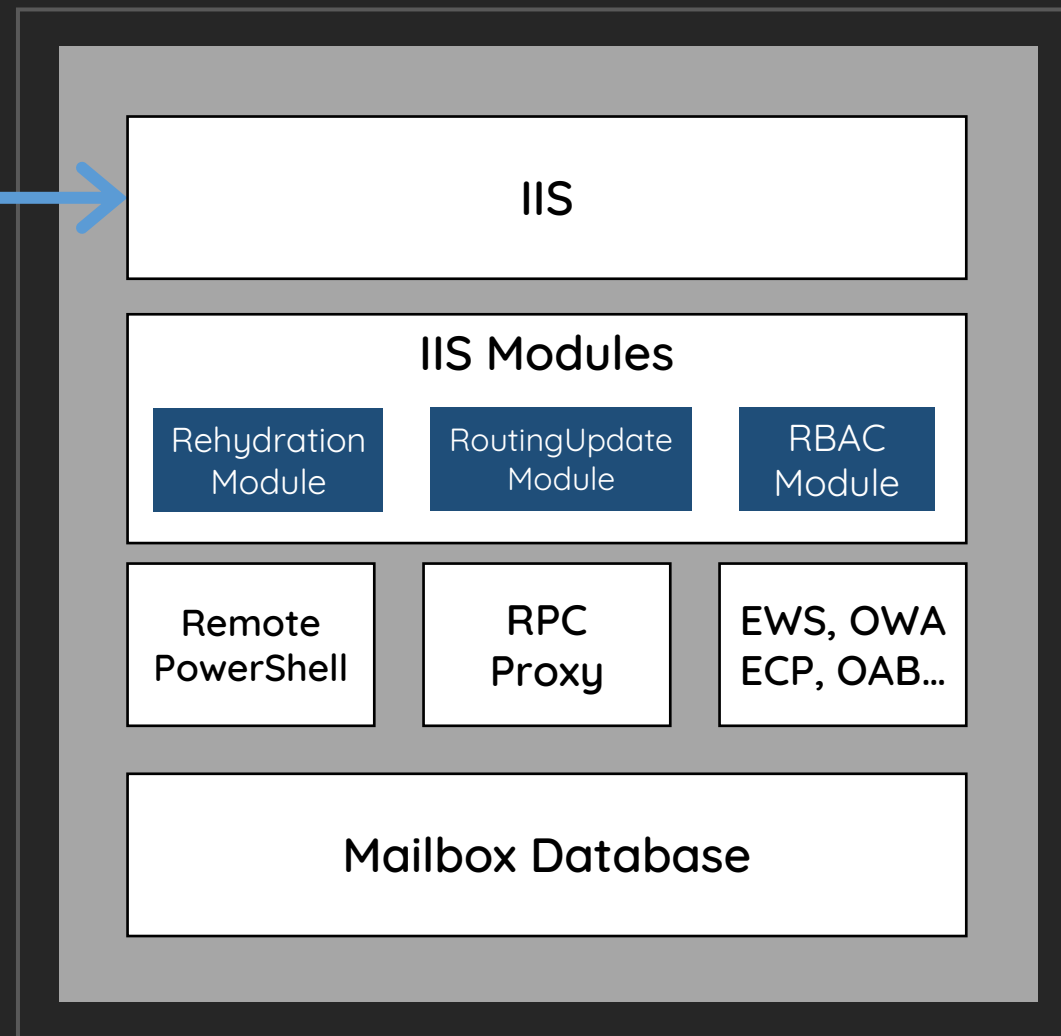 IIS
IIS Modules
Rehydration
Module
RoutingUpdate
Module
RBAC
Module
Remote
PowerShell
RPC
Proxy
EWS, OWA
ECP, OAB...
Mailbox Database